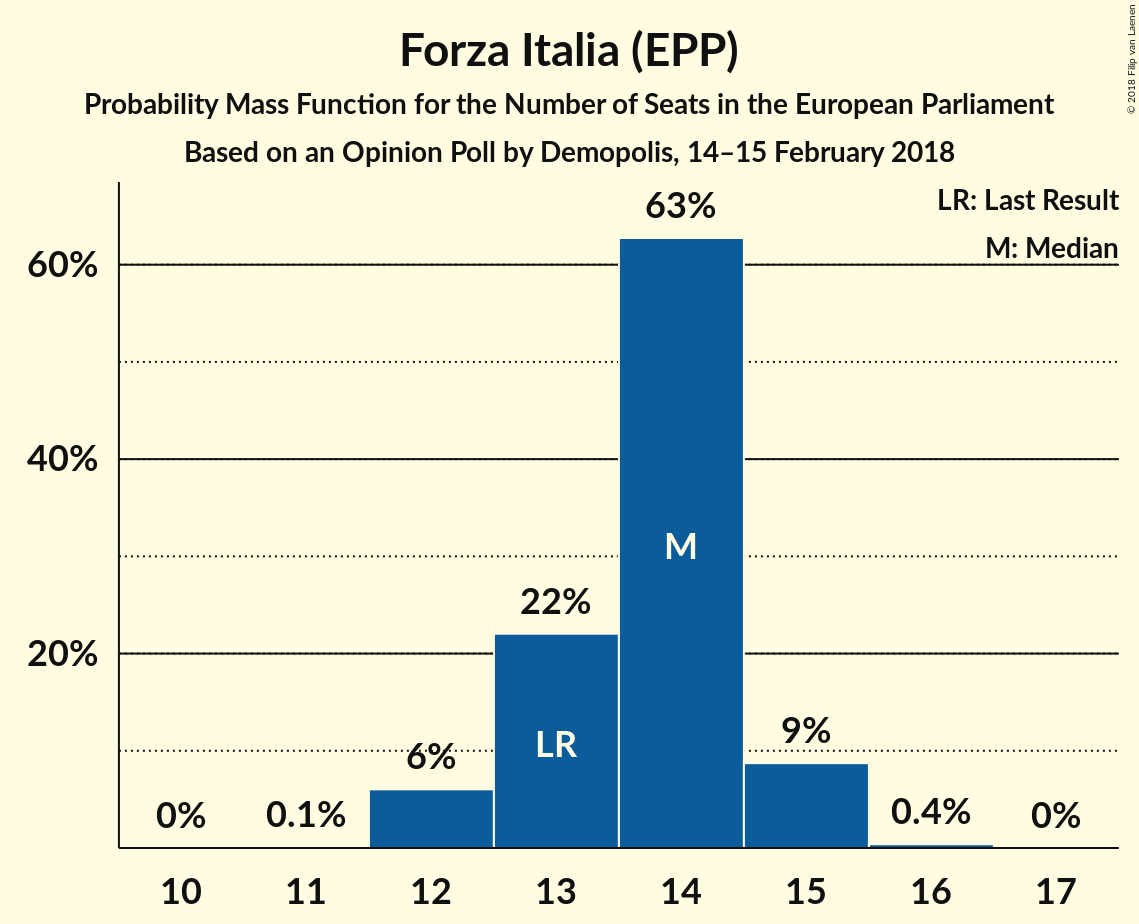 Forza Italia (EPP)
Probability Mass Function for the Number of Seats in the European Parliament
Based on an Opinion Poll by Demopolis, 14–15 February 2018
© 2018 Filip van Laenen
LR: Last Result
M: Median
60%
40%
20%
0%
0.1%
6%
22%
63%
9%
0.4%
0%
LR
M
10
11
12
13
14
15
16
17